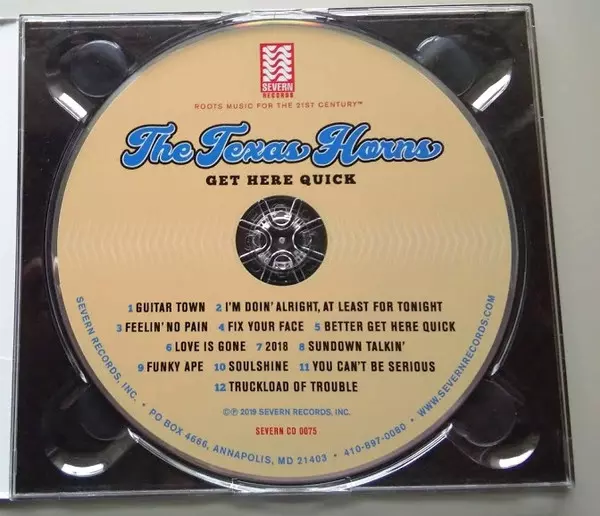 SEVERN
RECORDS
ROOTS MUSIC FOR THE 21ST CENTURY™
The Texas Horns
GET HERE QUICK
1 GUITAR TOWN 2 I'M DOIN' ALRIGHT, AT LEAST FOR TONIGHT
3 FEELIN' NO PAIN 4 FIX YOUR FACE 5 BETTER GET HERE QUICK
6 LOVE IS GONE 7 2018 8 SUNDOWN TALKIN'
9 FUNKY APE 10 SOULSHINE 11 YOU CAN'T BE SERIOUS
12 TRUCKLOAD OF TROUBLE
©℗ 2019 SEVERN RECORDS, INC.
SEVERN CD 0075
SEVERN RECORDS, INC. • PO BOX 4666, ANNAPOLIS, MD 21403 • 410-897-0080 • WWW.SEVERNRECORDS.COM